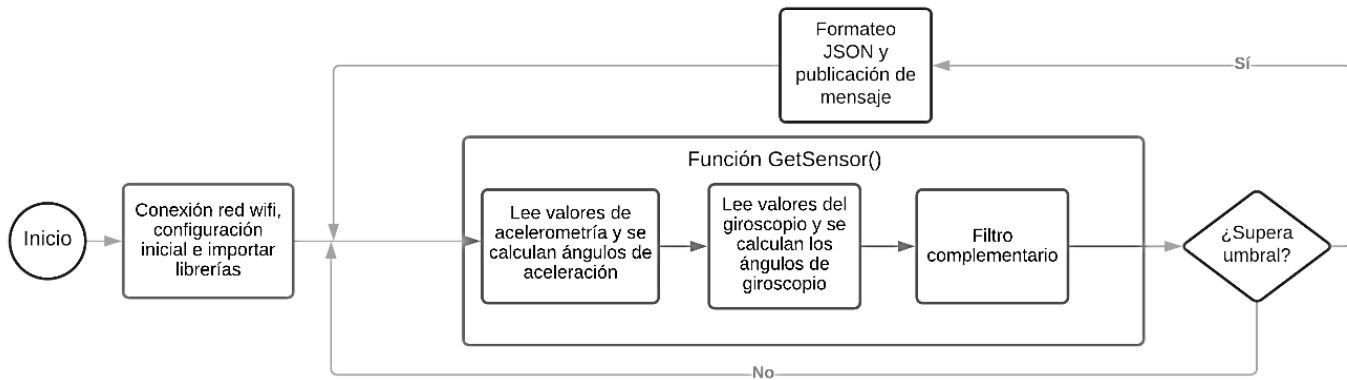 Formateo
JSON y
publicación de
mensaje
Sí
Función GetSensor()
Inicio
Conexión red wifi,
configuración
inicial e importar
librerías
Lee valores de
acelerometría y se
calculan ángulos de
aceleración
Lee valores del
giroscopio y se
calculan los
ángulos de
giroscopio
Filtro
complementario
¿Supera
umbral?
No